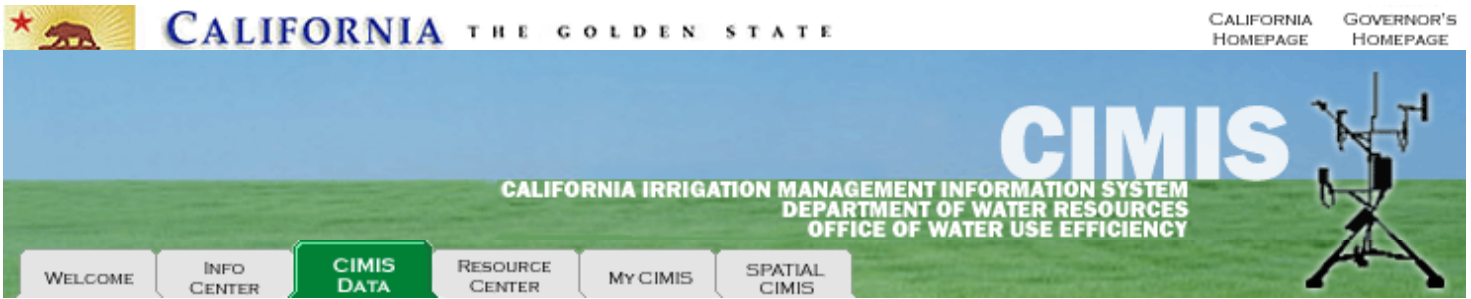 CALIFORNIA THE GOLDEN STATE
CALIFORNIA HOMEPAGE
GOVERNOR'S HOMEPAGE
CIMIS
CALIFORNIA IRRIGATION MANAGEMENT INFORMATION SYSTEM
DEPARTMENT OF WATER RESOURCES
OFFICE OF WATER USE EFFICIENCY
WELCOME
INFO CENTER
CIMIS DATA
RESOURCE CENTER
MY CIMIS
SPATIAL CIMIS